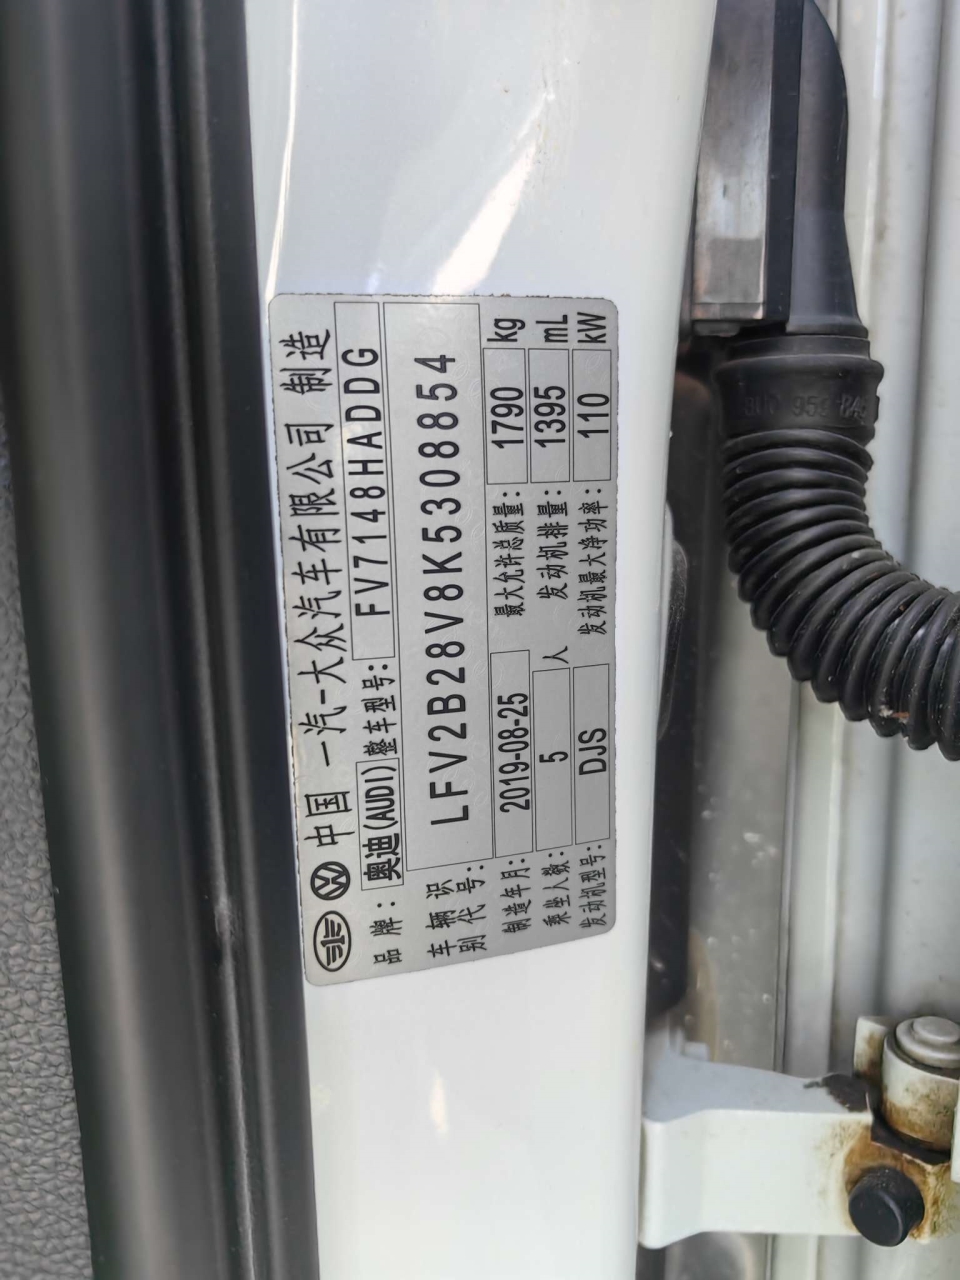 中国 一汽-大众汽车有限公司 制造
品牌: 奥迪(AUDI) 整车型号: FV7148HADDG
车辆识别代号: LFV2B28V8K5308854
制造年月: 2019-08-25 最大允许总质量: 1790 kg
乘坐人数: 5 人 发动机排量: 1395 mL
发动机型号: DJS 发动机最大净功率: 110 kW